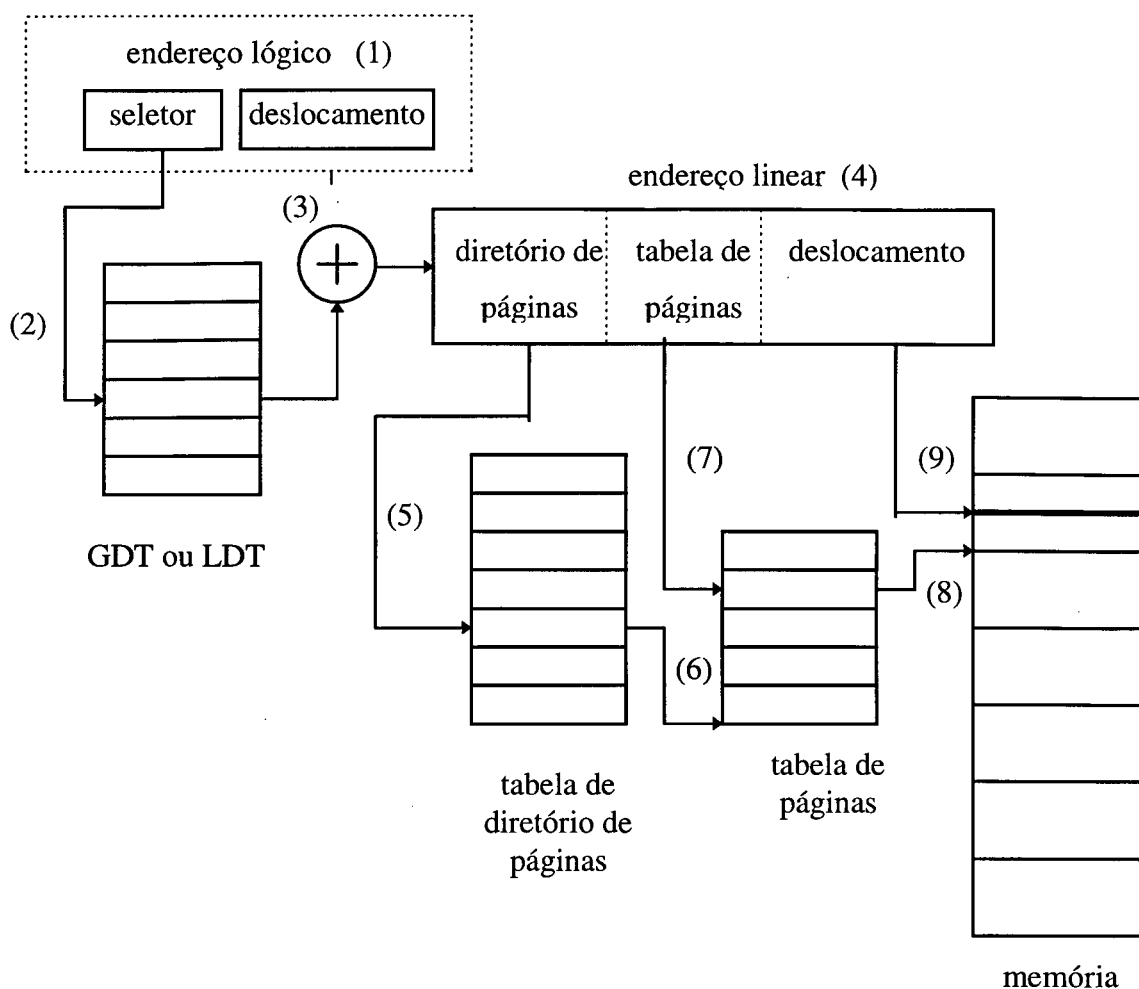 endereço lógico (1)
seletor
deslocamento
endereço linear (4)
(3)
diretório de
páginas
tabela de
páginas
deslocamento
(2)
GDT ou LDT
(5)
(7)
(9)
(6)
(8)
tabela de
diretório de
páginas
tabela de
páginas
memória